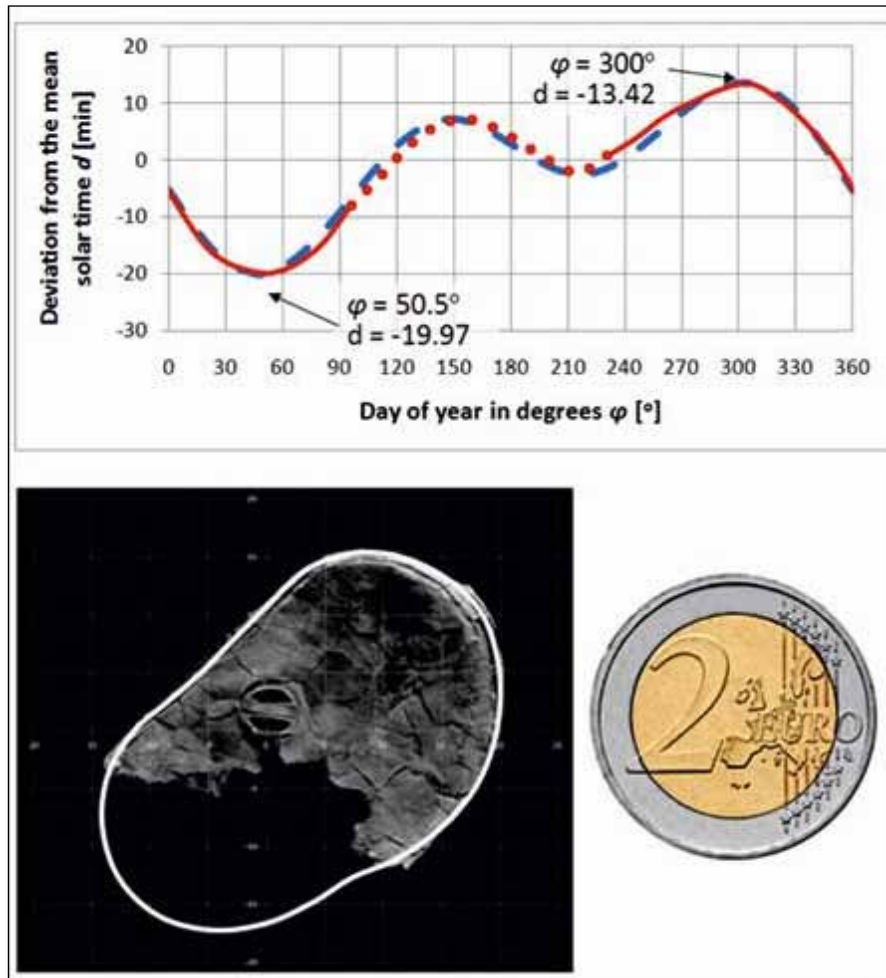 20
10
0
-10
-20
-30
Deviation from the mean
solar time d [min]
φ = 300°
d = -13.42
φ = 50.5°
d = -19.97
0 30 60 90 120 150 180 210 240 270 300 330 360
Day of year in degrees φ [°]
2 EURO